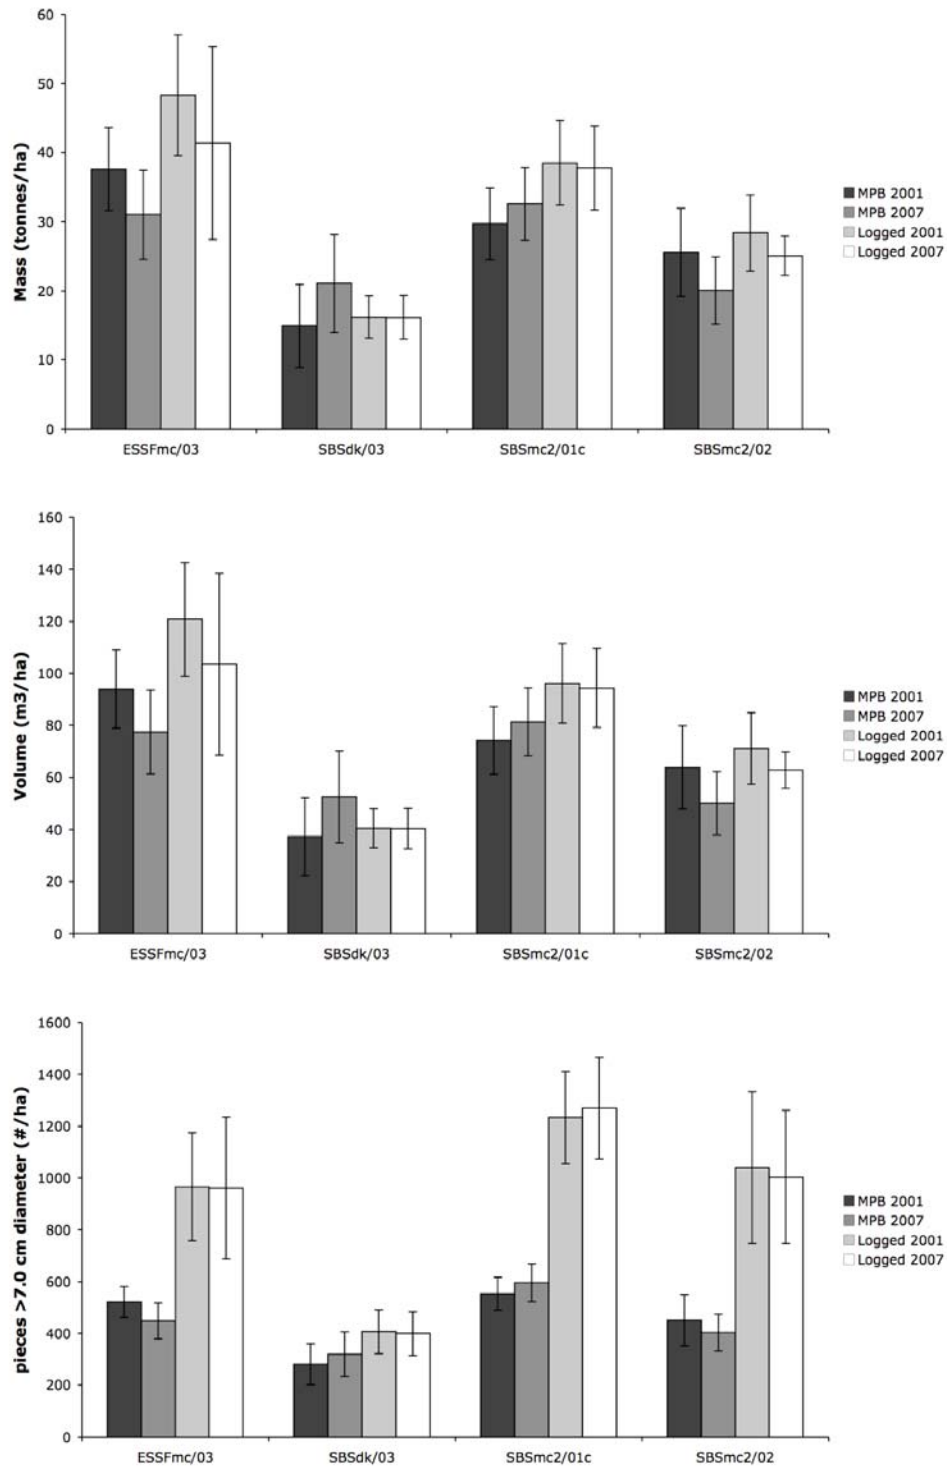 60
50
40
30
20
10
0
Mass (tonnes/ha)
ESSFmc/03
SBSdk/03
SBSmc2/01c
SBSmc2/02
MPB 2001
MPB 2007
Logged 2001
Logged 2007
160
140
120
100
80
60
40
20
0
Volume (m3/ha)
ESSFmc/03
SBSdk/03
SBSmc2/01c
SBSmc2/02
MPB 2001
MPB 2007
Logged 2001
Logged 2007
1600
1400
1200
1000
800
600
400
200
0
pieces >7.0 cm diameter (#/ha)
ESSFmc/03
SBSdk/03
SBSmc2/01c
SBSmc2/02
MPB 2001
MPB 2007
Logged 2001
Logged 2007